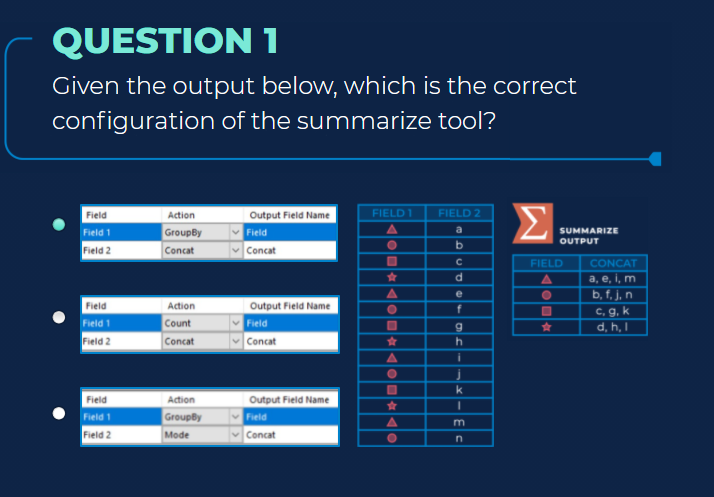 QUESTION 1
Given the output below, which is the correct
configuration of the summarize tool?
Field Action Output Field Name
Field 1 GroupBy Field
Field 2 Concat Concat
Field Action Output Field Name
Field 1 Count Field
Field 2 Concat Concat
Field Action Output Field Name
Field 1 GroupBy Field
Field 2 Mode Concat
FIELD 1 FIELD 2
a
b
c
d
e
f
g
h
i
j
k
l
m
n
Σ SUMMARIZE
OUTPUT
FIELD CONCAT
a, e, i, m
b, f, j, n
c, g, k
d, h, l